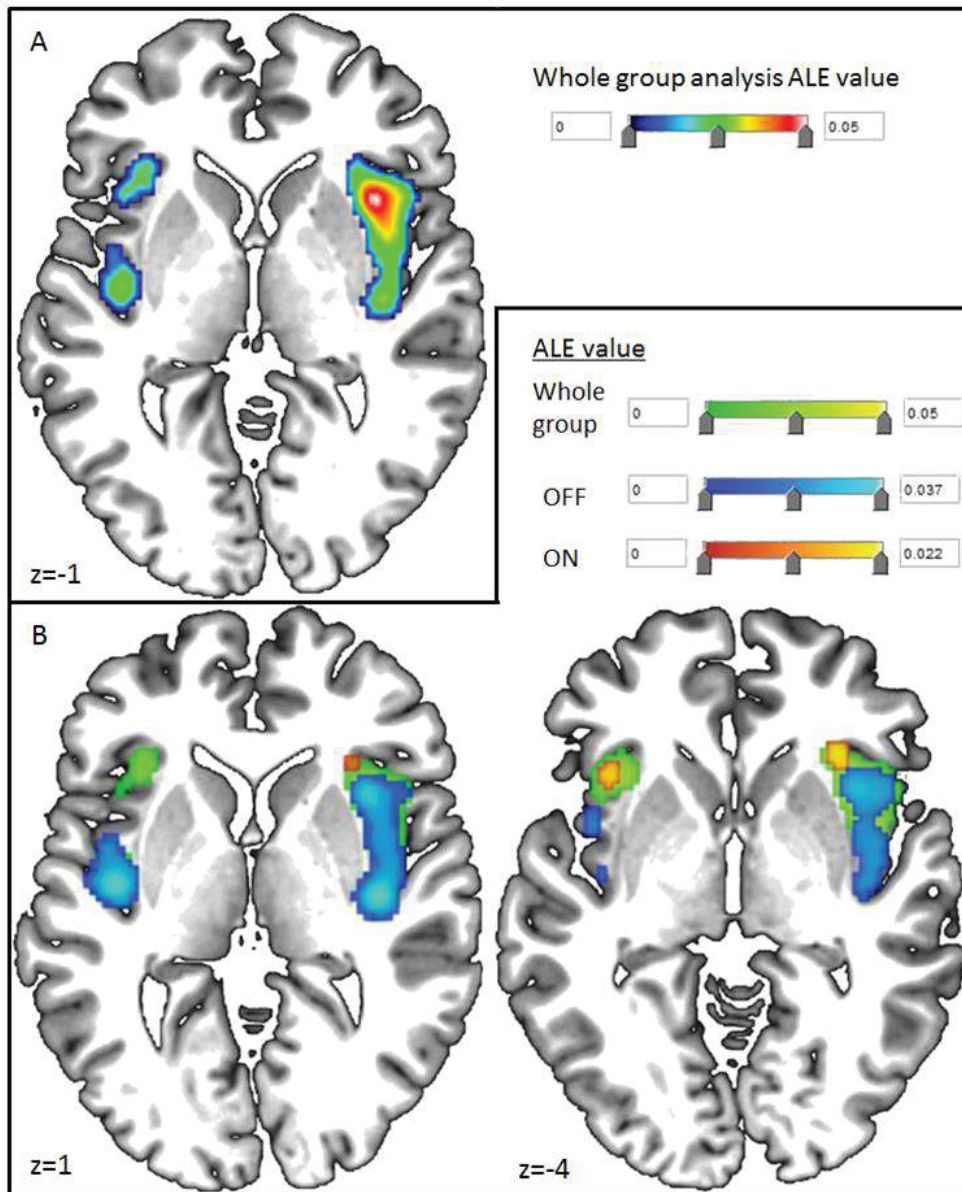 A
Whole group analysis ALE value
0 0.05
z=-1
ALE value
Whole
group
0 0.05
OFF
0 0.037
ON
0 0.022
B
z=1
z=-4